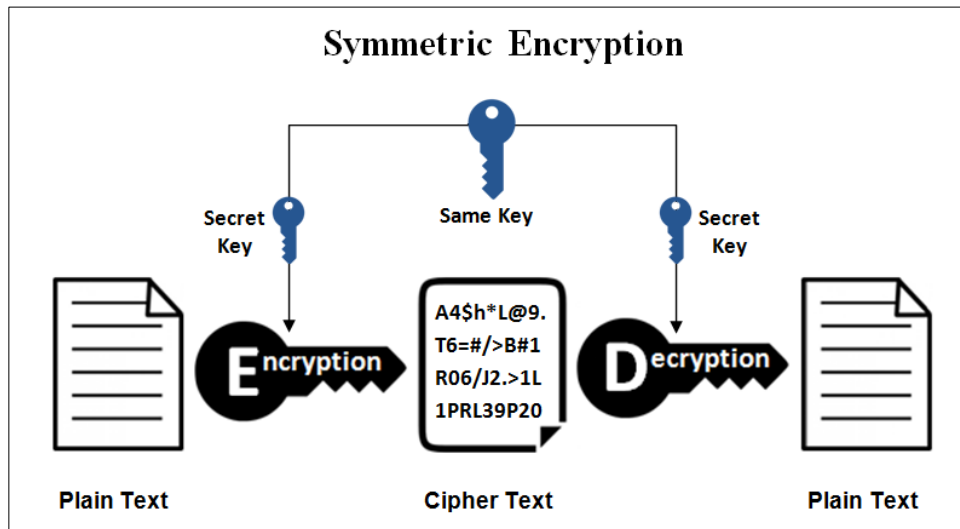 Symmetric Encryption
Secret
Key
Same Key
Secret
Key
A4$h*L@9.
T6=#/>B#1
R06/J2.>1L
1PRL39P20
Encryption
Decryption
Plain Text
Cipher Text
Plain Text